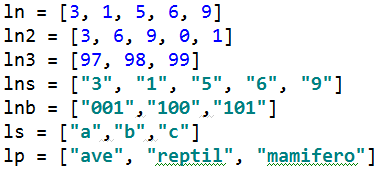 ln = [3, 1, 5, 6, 9]
ln2 = [3, 6, 9, 0, 1]
ln3 = [97, 98, 99]
lns = ["3", "1", "5", "6", "9"]
lnb = ["001","100","101"]
ls = ["a","b","c"]
lp = ["ave", "reptil", "mamifero"]